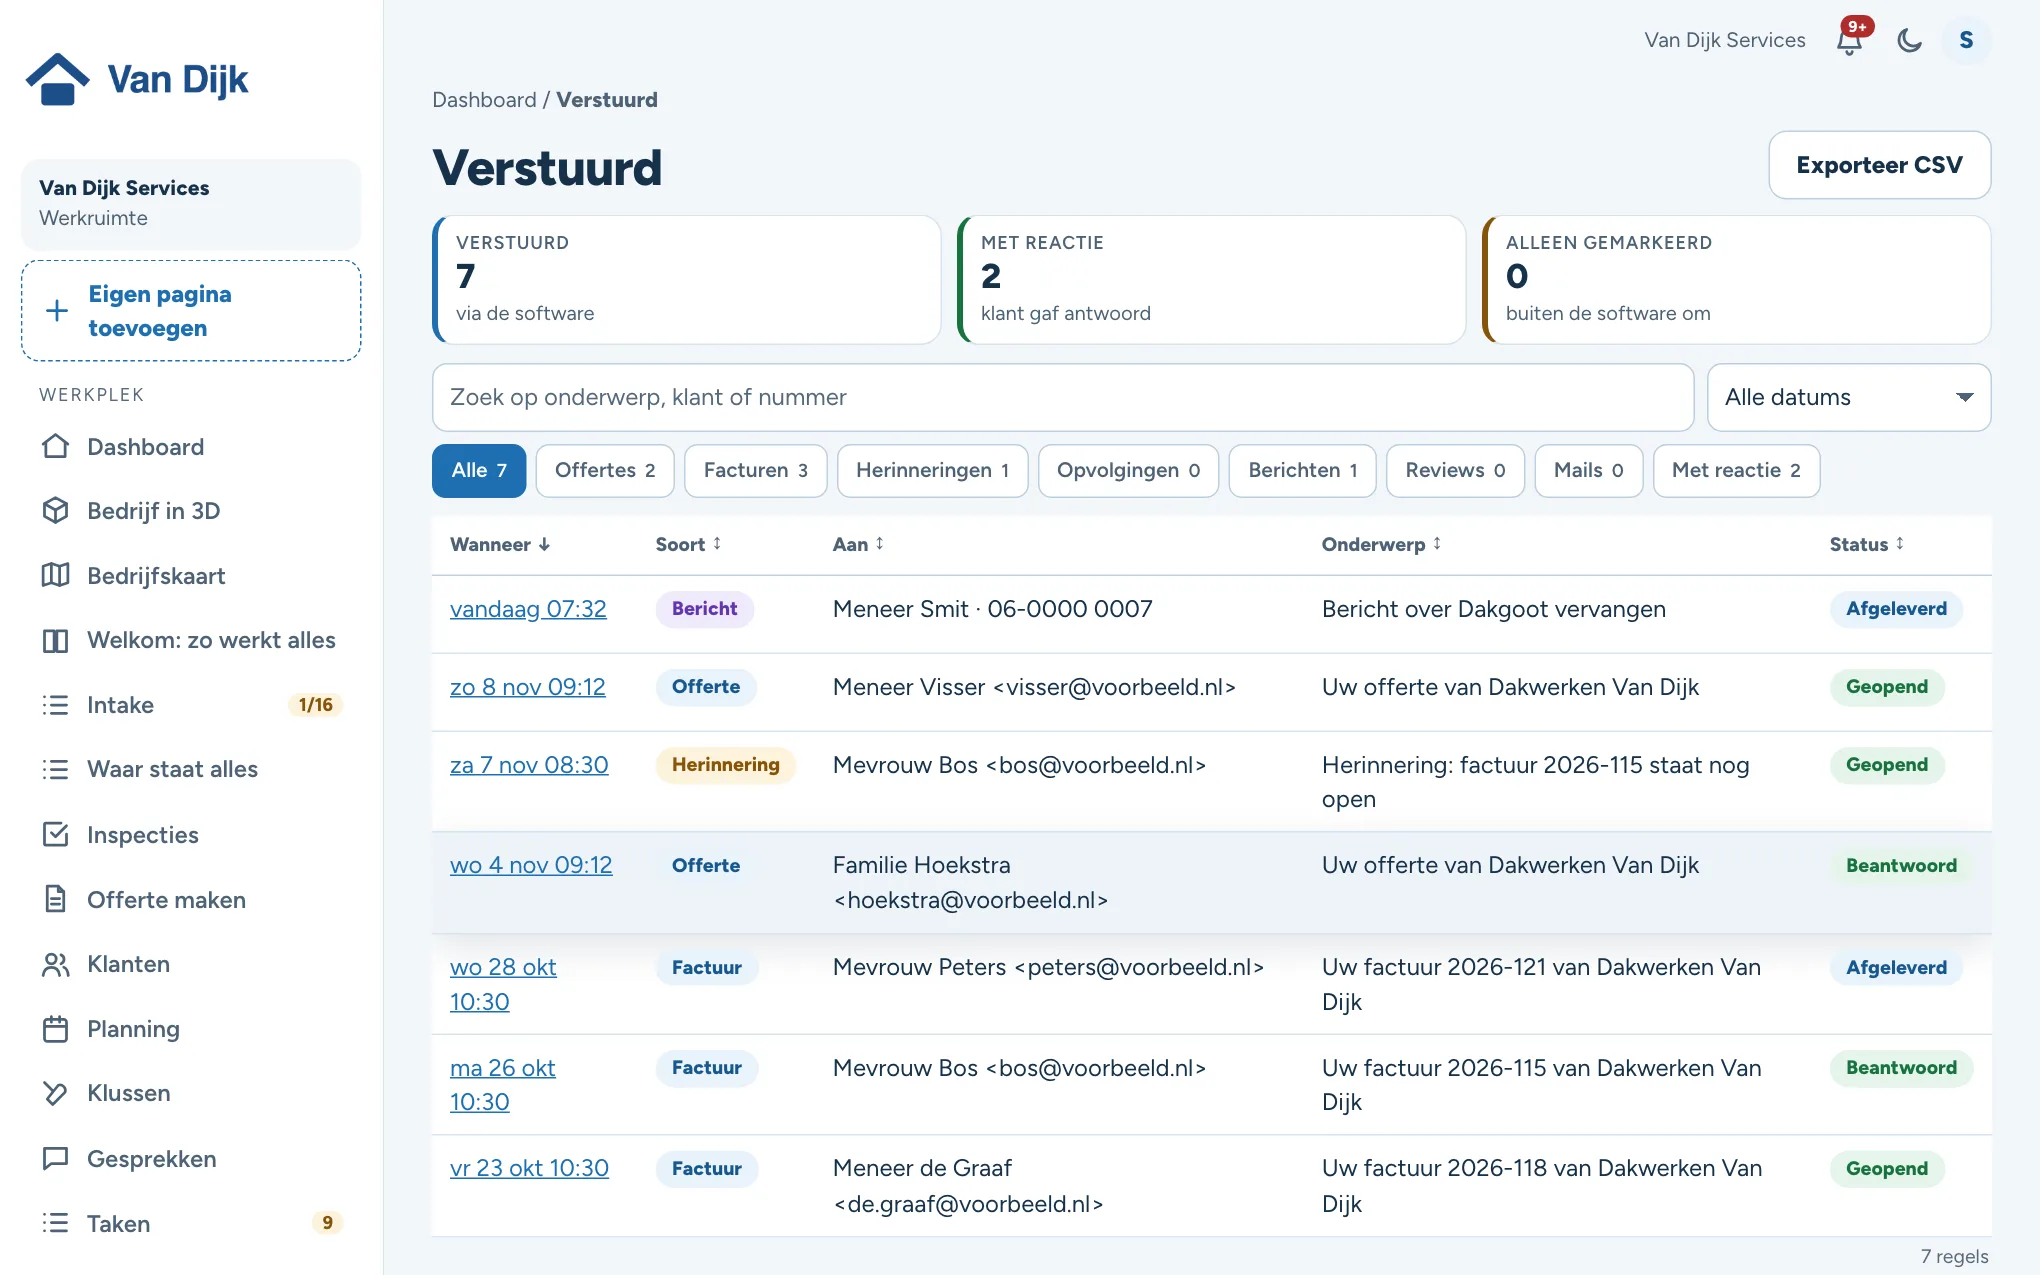 Van Dijk
Van Dijk Services
Werkruimte
Eigen pagina
toevoegen
WERKPLEK
Dashboard
Bedrijf in 3D
Bedrijfskaart
Welkom: zo werkt alles
Intake 1/16
Waar staat alles
Inspecties
Offerte maken
Klanten
Planning
Klussen
Gesprekken
Taken 9
Van Dijk Services 9+ S
Dashboard / Verstuurd
Verstuurd
Exporteer CSV
VERSTUURD
7
via de software
MET REACTIE
2
klant gaf antwoord
ALLEEN GEMARKEERD
0
buiten de software om
Zoek op onderwerp, klant of nummer
Alle datums
Alle 7 Offertes 2 Facturen 3 Herinneringen 1 Opvolgingen 0 Berichten 1 Reviews 0 Mails 0 Met reactie 2
Wanneer ↓ Soort ↕ Aan ↕ Onderwerp ↕ Status ↕
vandaag 07:32 Bericht Meneer Smit · 06-0000 0007 Bericht over Dakgoot vervangen Afgeleverd
zo 8 nov 09:12 Offerte Meneer Visser <visser@voorbeeld.nl> Uw offerte van Dakwerken Van Dijk Geopend
za 7 nov 08:30 Herinnering Mevrouw Bos <bos@voorbeeld.nl> Herinnering: factuur 2026-115 staat nog Geopend
open
wo 4 nov 09:12 Offerte Familie Hoekstra Uw offerte van Dakwerken Van Dijk Beantwoord
<hoekstra@voorbeeld.nl>
wo 28 okt Factuur Mevrouw Peters <peters@voorbeeld.nl> Uw factuur 2026-121 van Dakwerken Van Afgeleverd
10:30 Dijk
ma 26 okt Factuur Mevrouw Bos <bos@voorbeeld.nl> Uw factuur 2026-115 van Dakwerken Van Beantwoord
10:30 Dijk
vr 23 okt 10:30 Factuur Meneer de Graaf Uw factuur 2026-118 van Dakwerken Van Geopend
<de.graaf@voorbeeld.nl> Dijk
7 regels